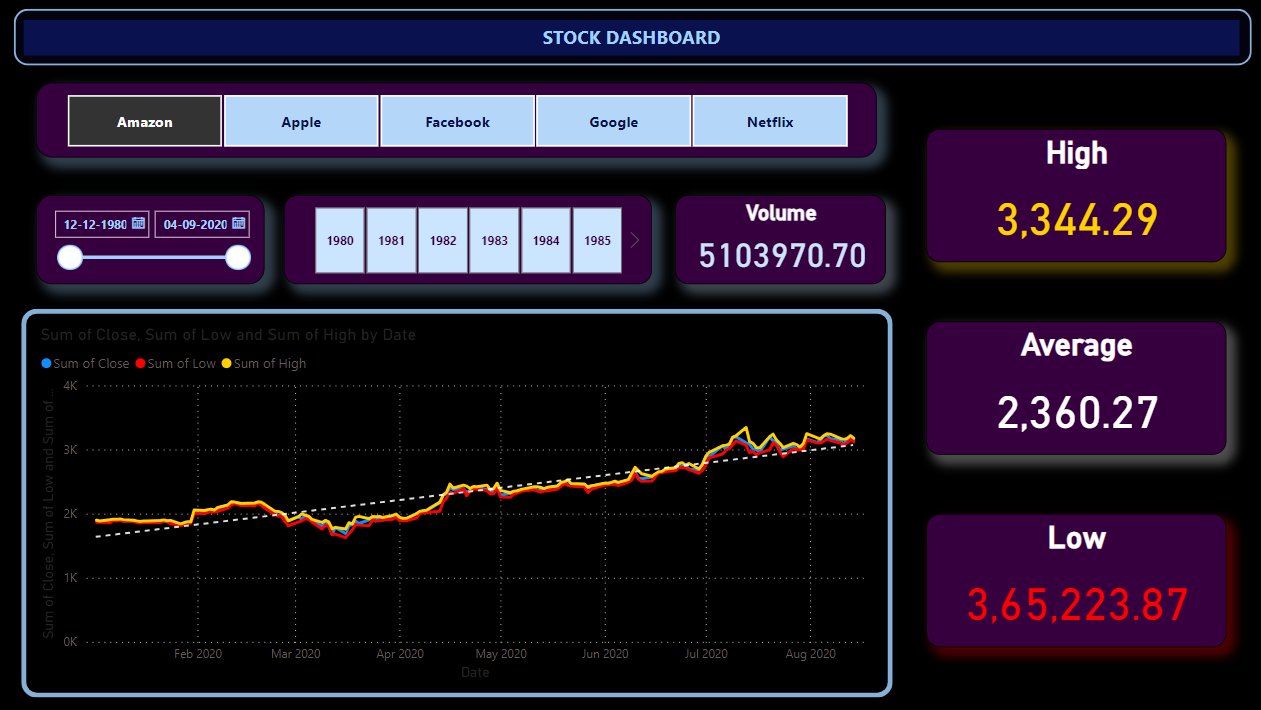 STOCK DASHBOARD
Amazon Apple Facebook Google Netflix
12-12-1980 04-09-2020
1980 1981 1982 1983 1984 1985
Volume
5103970.70
High
3,344.29
Average
2,360.27
Low
3,65,223.87
Sum of Close, Sum of Low and Sum of High by Date
Sum of Close Sum of Low Sum of High
Sum of Close, Sum of Low and Sum of ...
4K
3K
2K
1K
0K
Feb 2020 Mar 2020 Apr 2020 May 2020 Jun 2020 Jul 2020 Aug 2020
Date